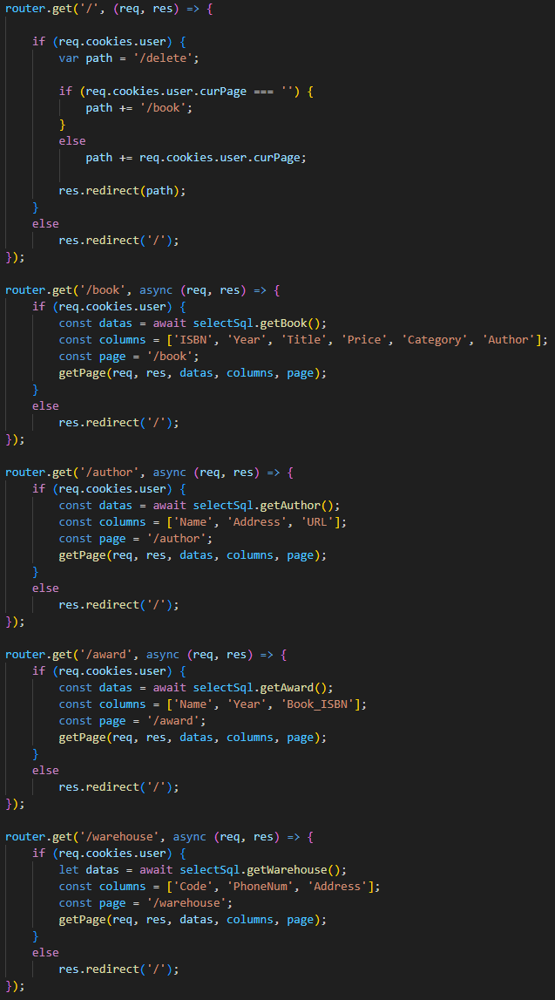 router.get('/', (req, res) => {
if (req.cookies.user) {
var path = '/delete';
if (req.cookies.user.curPage === '') {
path += '/book';
}
else
path += req.cookies.user.curPage;
res.redirect(path);
}
else
res.redirect('/');
});
router.get('/book', async (req, res) => {
if (req.cookies.user) {
const datas = await selectSql.getBook();
const columns = ['ISBN', 'Year', 'Title', 'Price', 'Category', 'Author'];
const page = '/book';
getPage(req, res, datas, columns, page);
}
else
res.redirect('/');
});
router.get('/author', async (req, res) => {
if (req.cookies.user) {
const datas = await selectSql.getAuthor();
const columns = ['Name', 'Address', 'URL'];
const page = '/author';
getPage(req, res, datas, columns, page);
}
else
res.redirect('/');
});
router.get('/award', async (req, res) => {
if (req.cookies.user) {
const datas = await selectSql.getAward();
const columns = ['Name', 'Year', 'Book_ISBN'];
const page = '/award';
getPage(req, res, datas, columns, page);
}
else
res.redirect('/');
});
router.get('/warehouse', async (req, res) => {
if (req.cookies.user) {
let datas = await selectSql.getWarehouse();
const columns = ['Code', 'PhoneNum', 'Address'];
const page = '/warehouse';
getPage(req, res, datas, columns, page);
}
else
res.redirect('/');
});